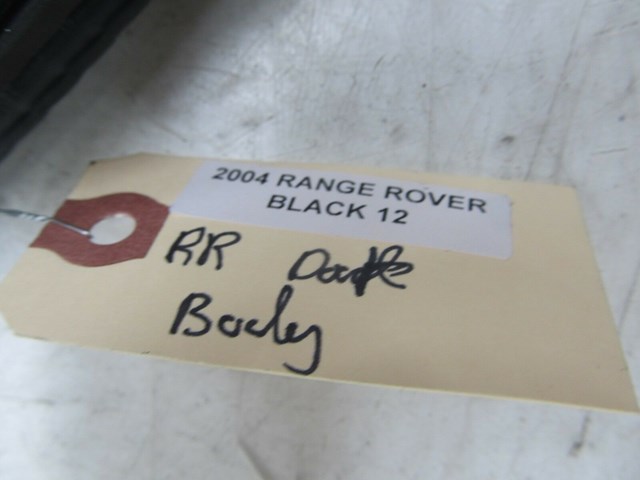 2004 RANGE ROVER
BLACK 12
RR
Body